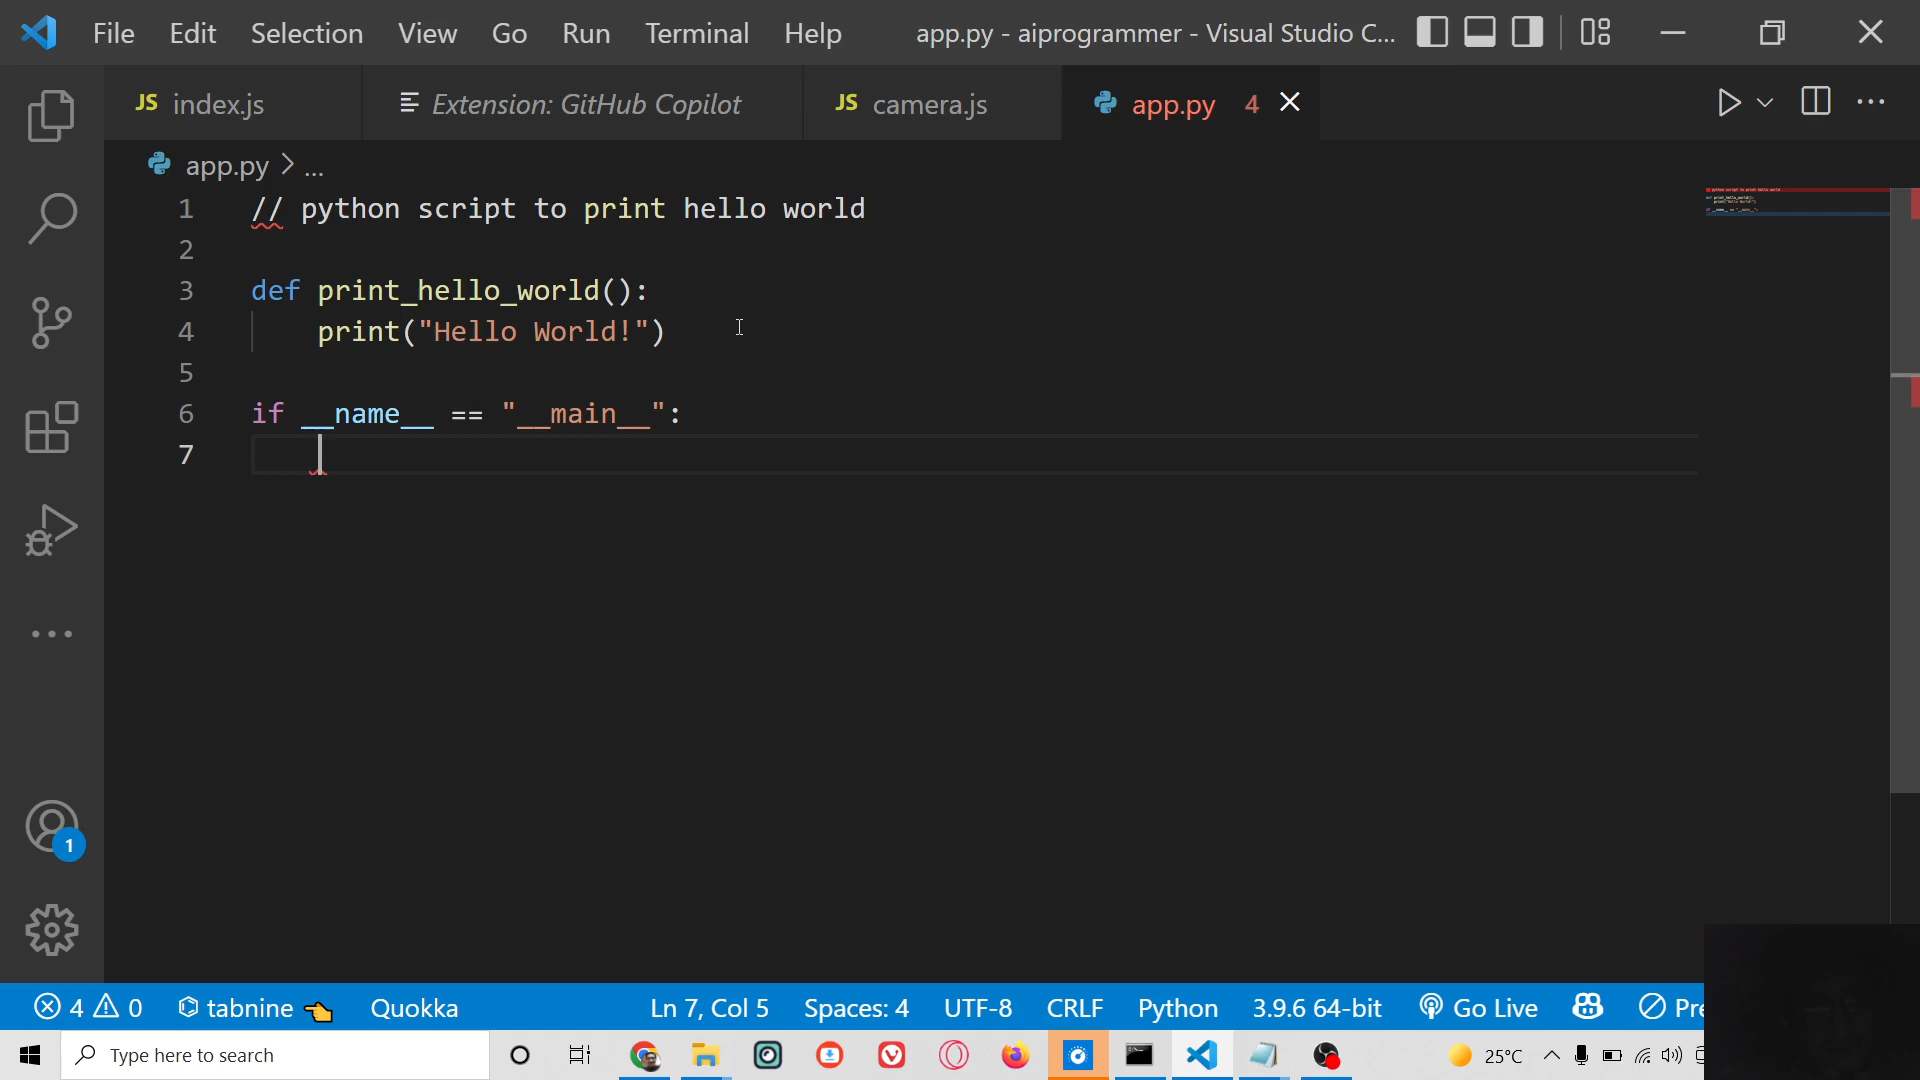 File Edit Selection View Go Run Terminal Help app.py - aiprogrammer - Visual Studio C...
JS index.js Extension: GitHub Copilot JS camera.js app.py 4
app.py > ...
1 // python script to print hello world
2
3 def print_hello_world():
4 print("Hello World!")
5
6 if __name__ == "__main__":
7
1
4 0 tabnine Quokka Ln 7, Col 5 Spaces: 4 UTF-8 CRLF Python 3.9.6 64-bit Go Live Pre
Type here to search 25°C